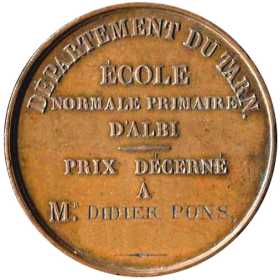 DÉPARTEMENT DU TARN.
ÉCOLE
NORMALE PRIMAIRE
D'ALBI
PRIX DÉCERNÉ
A
Mr. DIDIER PONS,